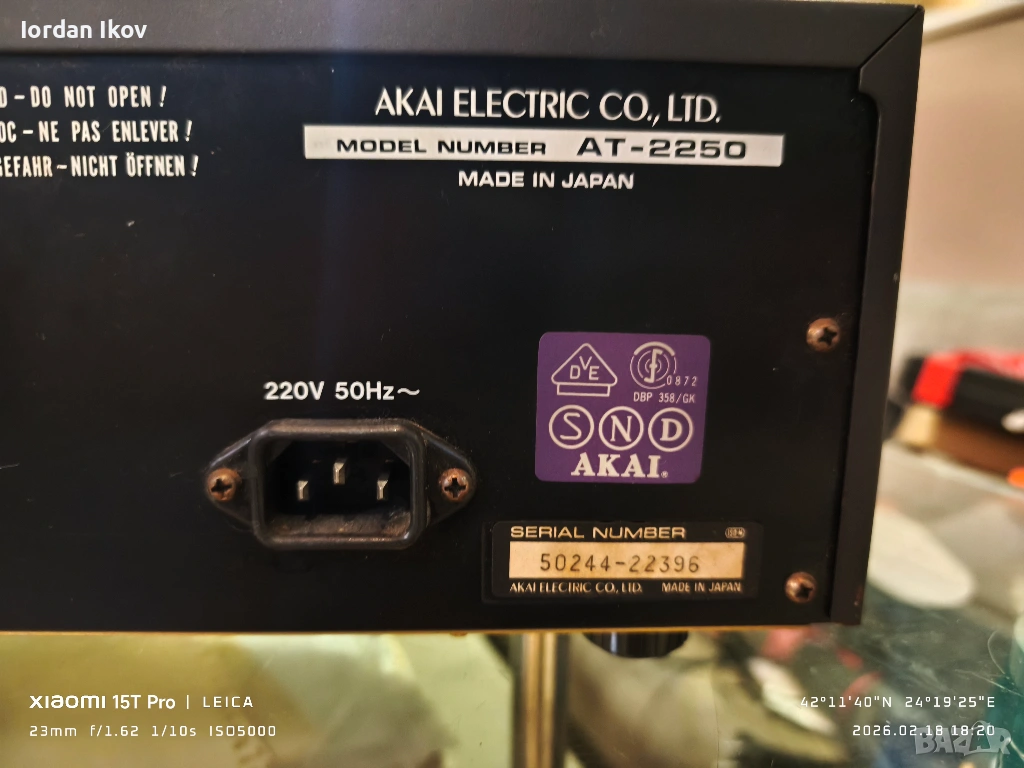 Iordan Ikov
D - DO NOT OPEN !
OC - NE PAS ENLEVER !
GEFAHR - NICHT ÖFFNEN !
AKAI ELECTRIC CO., LTD.
MODEL NUMBER AT-2250
MADE IN JAPAN
220V 50Hz~
DVE
0872
DBP 358/GK
S N D
AKAI®
SERIAL NUMBER
50244-22396
AKAI ELECTRIC CO., LTD. MADE IN JAPAN
XIAOMI 15T Pro | LEICA
23mm f/1.62 1/10s ISO5000
42°11'40"N 24°19'25"E
2026.02.18 18:20
BAZAR